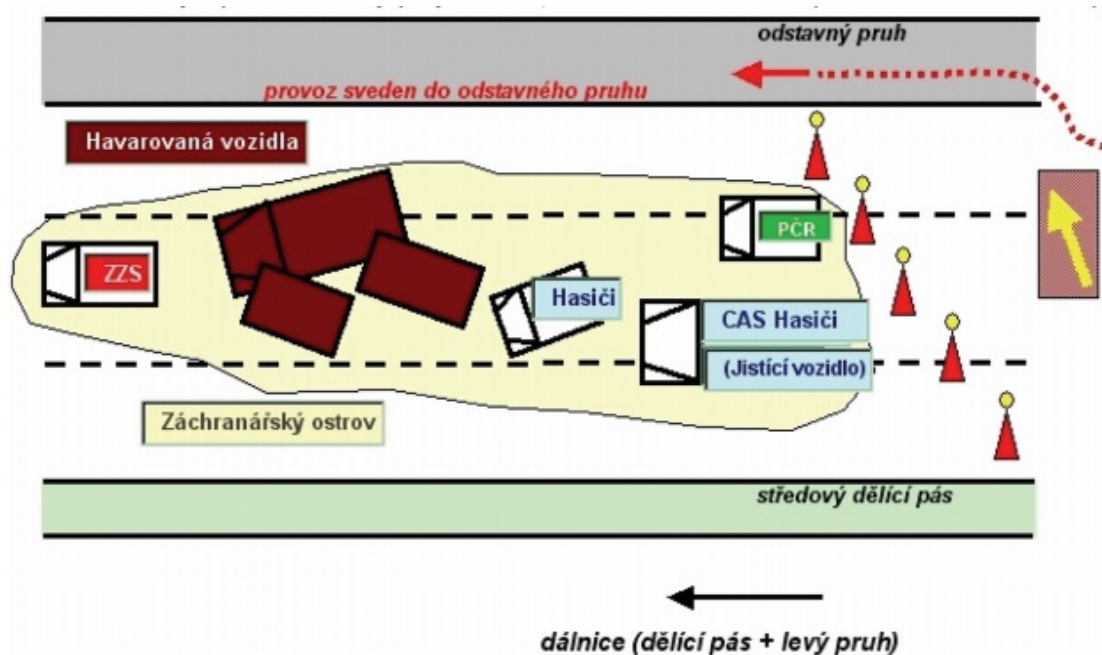 odstavný pruh
provoz sveden do odstavného pruhu
Havarovaná vozidla
PČR
ZZS
Hasiči
CAS Hasiči
(Jistící vozidlo)
Záchranářský ostrov
středový dělící pás
dálnice (dělící pás + levý pruh)